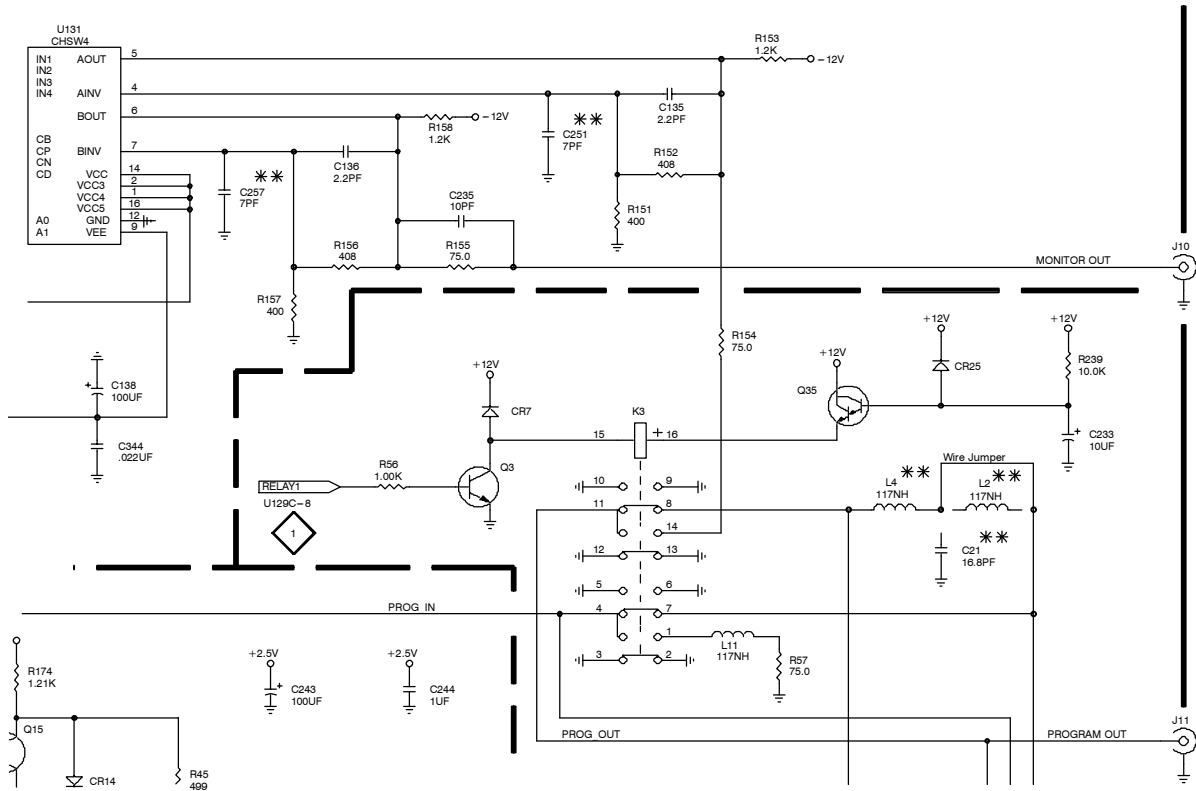 U131
CHSW4
IN1
IN2
IN3
IN4
CB
CP
CN
CD
A0
A1
AOUT
AINV
BOUT
BINV
VCC
VCC3
VCC4
VCC5
GND
VEE
5
4
6
7
14
2
1
16
12
9
R153
1.2K
−12V
R158
1.2K
−12V
C135
2.2PF
C251
7PF
**
R152
408
R151
400
C136
2.2PF
**
C257
7PF
C235
10PF
R156
408
R155
75.0
R157
400
MONITOR OUT
J10
R154
75.0
C138
100UF
+
C344
.022UF
+12V
CR7
Q3
R56
1.00K
RELAY1
U129C−8
1
K3
15
+ 16
+12V
Q35
+12V
CR25
+12V
R239
10.0K
C233
10UF
+
10
9
11
8
14
12
13
5
6
4
7
1
3
2
Wire Jumper
**
L4
117NH
**
L2
117NH
**
C21
16.8PF
L11
117NH
R57
75.0
PROG_IN
R174
1.21K
Q15
CR14
R45
499
+2.5V
C243
100UF
+
+2.5V
C244
1UF
PROG_OUT
PROGRAM OUT
J11